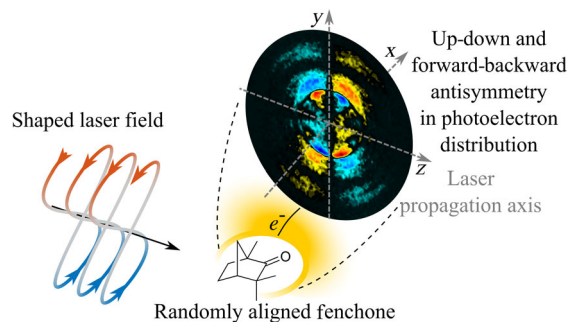 y
x
Up-down and
forward-backward
antisymmetry
in photoelectron
distribution
Shaped laser field
z
Laser
propagation axis
e-
O
Randomly aligned fenchone